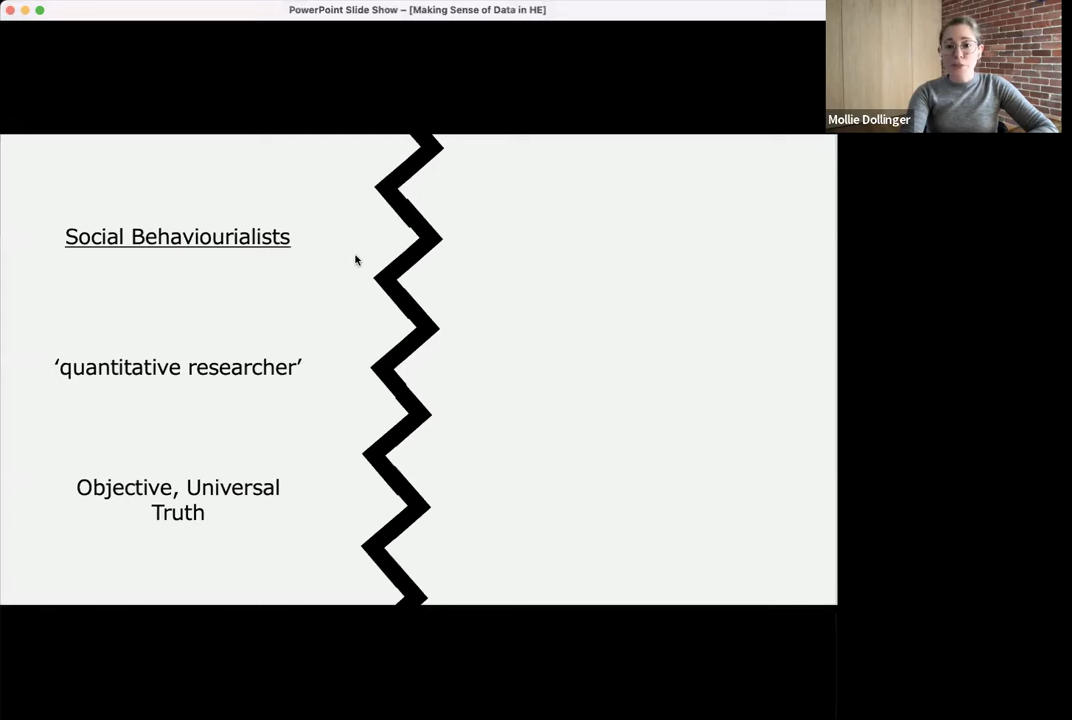 PowerPoint Slide Show – [Making Sense of Data in HE]
Mollie Dollinger
Social Behaviourialists
‘quantitative researcher’
Objective, Universal
Truth